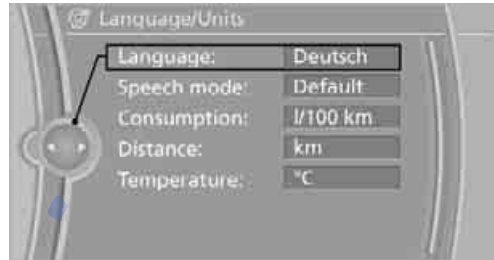 Language/Units
Language: Deutsch
Speech mode: Default
Consumption: l/100 km
Distance: km
Temperature: °C